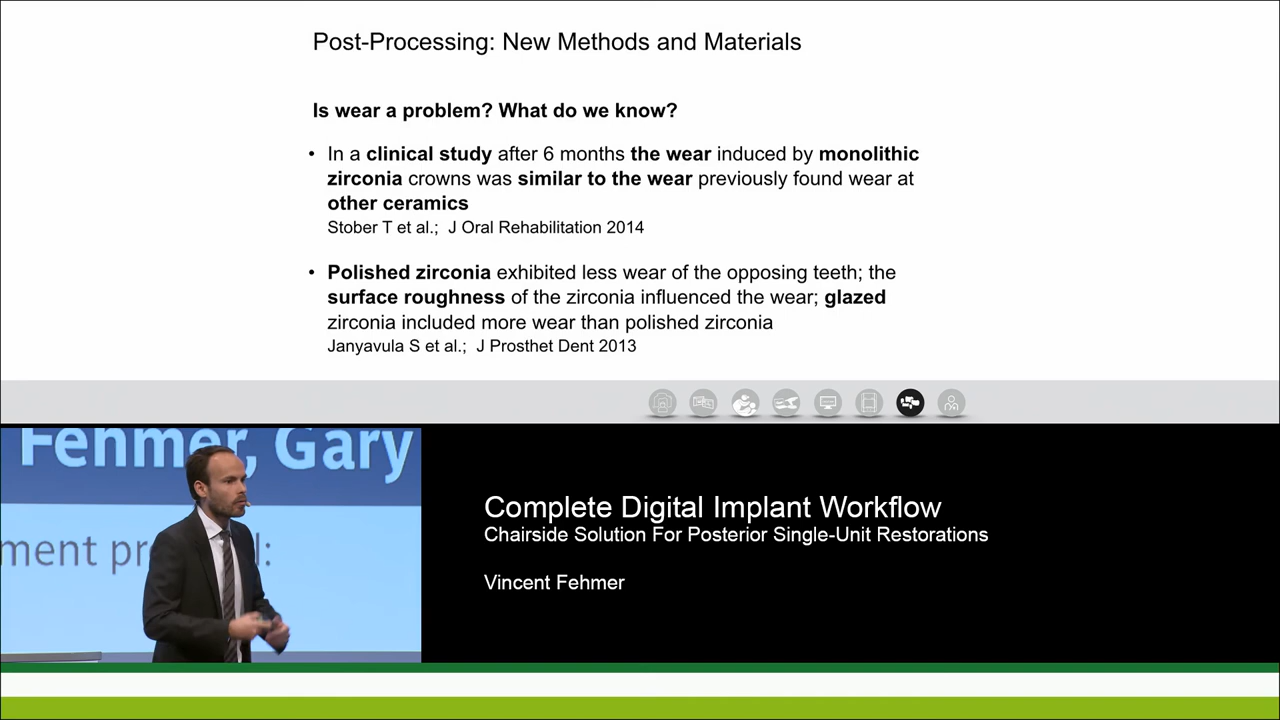 Post-Processing: New Methods and Materials
Is wear a problem? What do we know?
• In a clinical study after 6 months the wear induced by monolithic
zirconia crowns was similar to the wear previously found wear at
other ceramics
Stober T et al.; J Oral Rehabilitation 2014
• Polished zirconia exhibited less wear of the opposing teeth; the
surface roughness of the zirconia influenced the wear; glazed
zirconia included more wear than polished zirconia
Janyavula S et al.; J Prosthet Dent 2013
Fehmer, Gary
Complete Digital Implant Workflow
Chairside Solution For Posterior Single-Unit Restorations
Vincent Fehmer